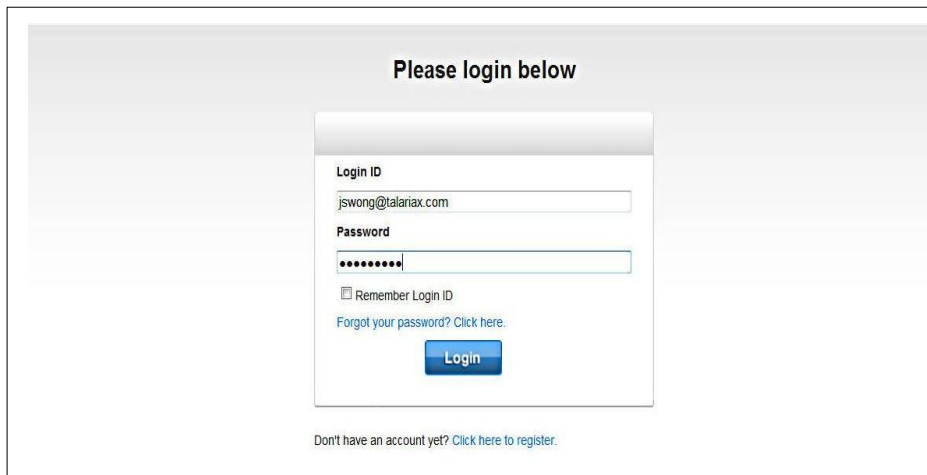 Please login below
Login ID
jswong@talariax.com
Password
•••••••••
Remember Login ID
Forgot your password? Click here.
Login
Don't have an account yet? Click here to register.